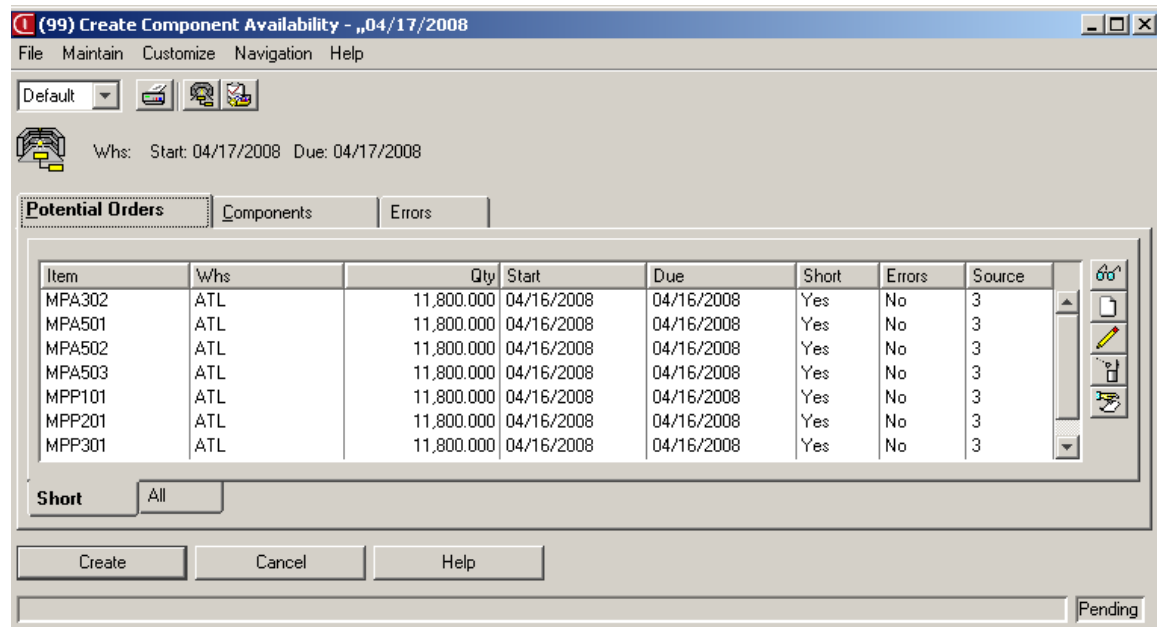 (99) Create Component Availability - ,,04/17/2008
File Maintain Customize Navigation Help
Default
Whs: Start: 04/17/2008 Due: 04/17/2008
Potential Orders Components Errors
Item Whs Qty Start Due Short Errors Source
MPA302 ATL 11,800.000 04/16/2008 04/16/2008 Yes No 3
MPA501 ATL 11,800.000 04/16/2008 04/16/2008 Yes No 3
MPA502 ATL 11,800.000 04/16/2008 04/16/2008 Yes No 3
MPA503 ATL 11,800.000 04/16/2008 04/16/2008 Yes No 3
MPP101 ATL 11,800.000 04/16/2008 04/16/2008 Yes No 3
MPP201 ATL 11,800.000 04/16/2008 04/16/2008 Yes No 3
MPP301 ATL 11,800.000 04/16/2008 04/16/2008 Yes No 3
Short All
Create Cancel Help
Pending